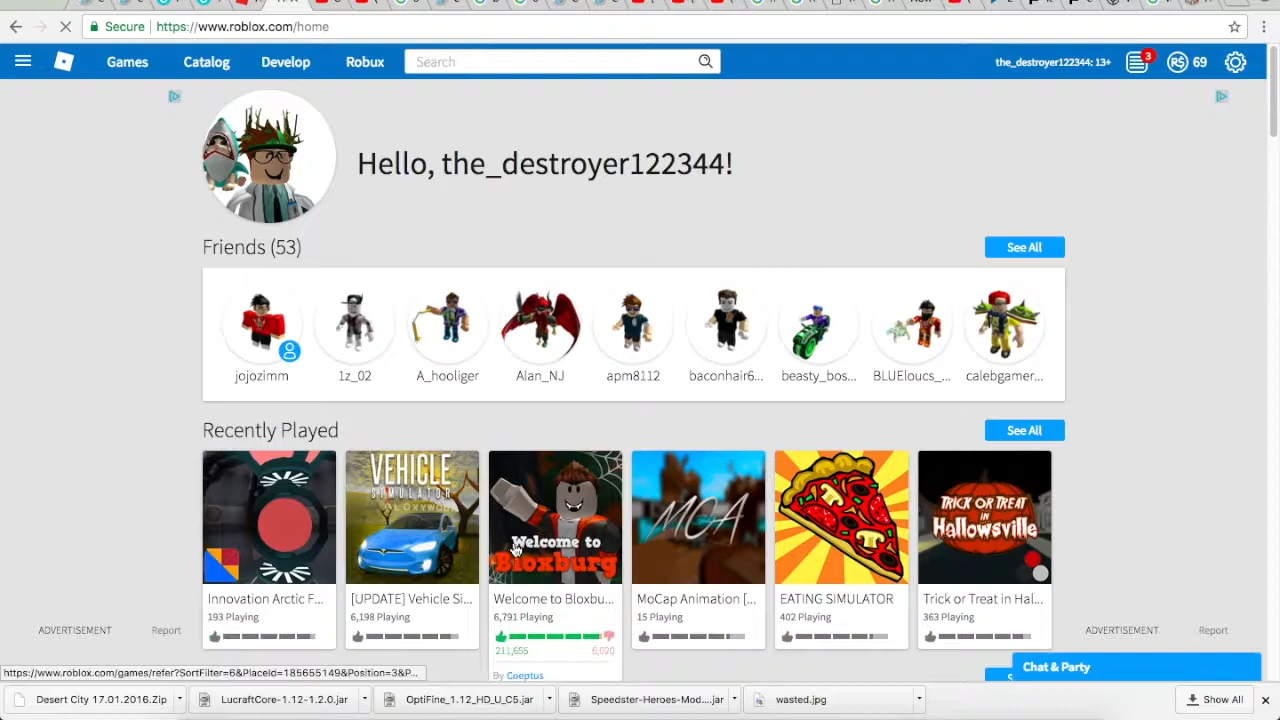 Secure https://www.roblox.com/home
Games Catalog Develop Robux Search the_destroyer122344: 13+ 3 R$ 69
Hello, the_destroyer122344!
Friends (53) See All
jojozimm 1z_02 A_hooliger Alan_NJ apm8112 baconhair6... beasty_bos... BLUEloucs_... calebgamer...
Recently Played See All
VEHICLE
SIMULATOR
Welcome to
Bloxburg
MCA
TRICK OR TREAT
IN
HALLOWSVILLE
Innovation Arctic F... [UPDATE] Vehicle Si... Welcome to Bloxbu... MoCap Animation [... EATING SIMULATOR Trick or Treat in Hal...
193 Playing 6,198 Playing 6,791 Playing 15 Playing 402 Playing 363 Playing
211,655 6,020
By Coeptus
ADVERTISEMENT Report ADVERTISEMENT Report
Chat & Party
https://www.roblox.com/games/refer?SortFilter=6&PlaceId=185655149&Position=3&P...
Desert City 17.01.2016.Zip LucraftCore-1.12-1.2.0.jar OptiFine_1.12_HD_U_C5.jar Speedster-Heroes-Mod....jar wasted.jpg Show All